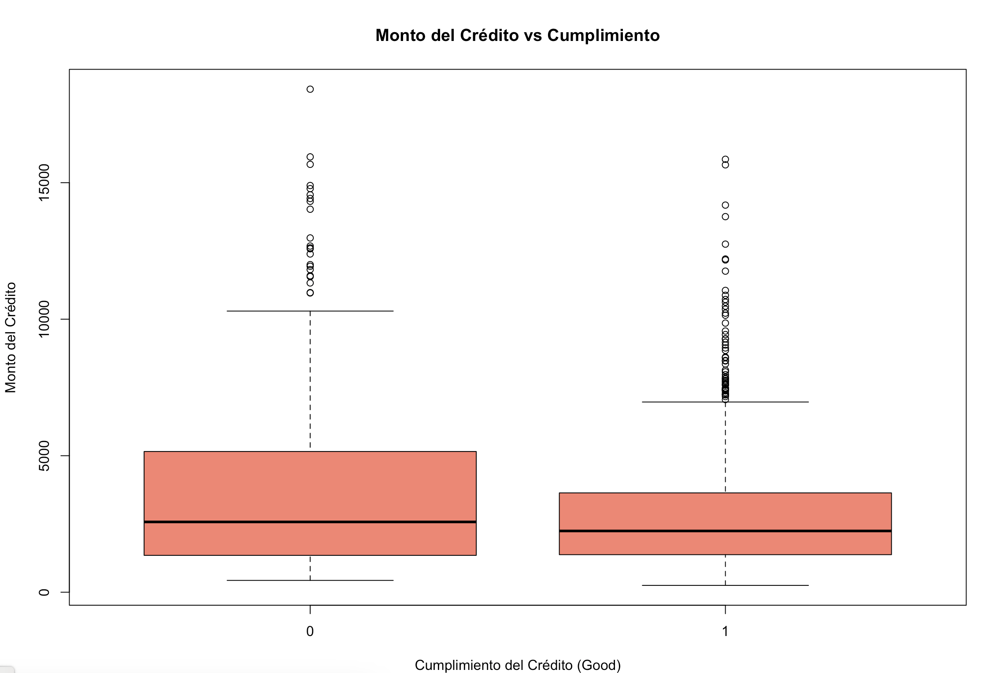 Monto del Crédito vs Cumplimiento
Monto del Crédito
15000
10000
5000
0
0
1
Cumplimiento del Crédito (Good)